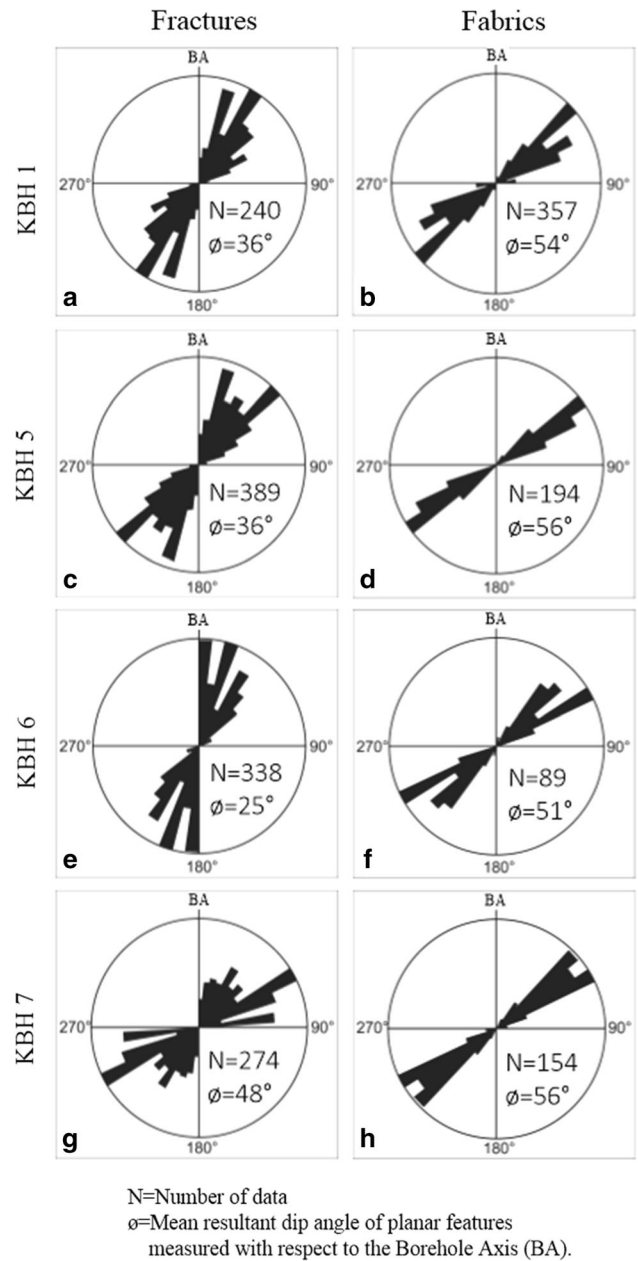 Fractures Fabrics
KBH 1
BA BA
270° 90° 90°
N=240 N=357
ø=36° ø=54°
a b
180° 180°
KBH 5
BA BA
270° 90° 270° 90°
N=389 N=194
ø=36° ø=56°
c d
180° 180°
KBH 6
BA BA
270° 90° 270° 90°
N=338 N=89
ø=25° ø=51°
e f
180° 180°
KBH 7
BA BA
270° 90° 270° 90°
N=274 N=154
ø=48° ø=56°
g h
180° 180°
N=Number of data
ø=Mean resultant dip angle of planar features
measured with respect to the Borehole Axis (BA).